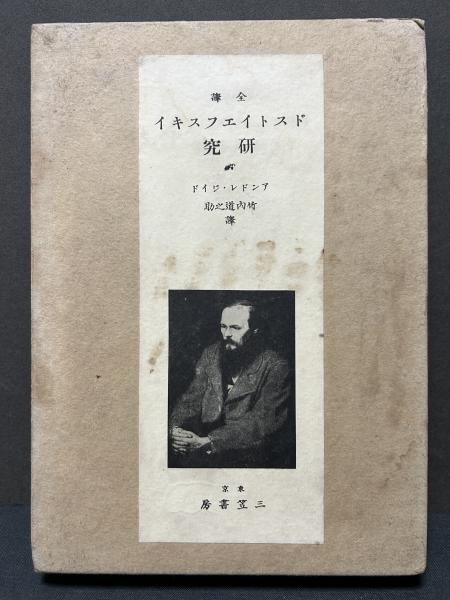 全譯
ドストイエフスキイ
研究
アンドレ・ジイド
竹內道之助
譯
東京
三笠書房